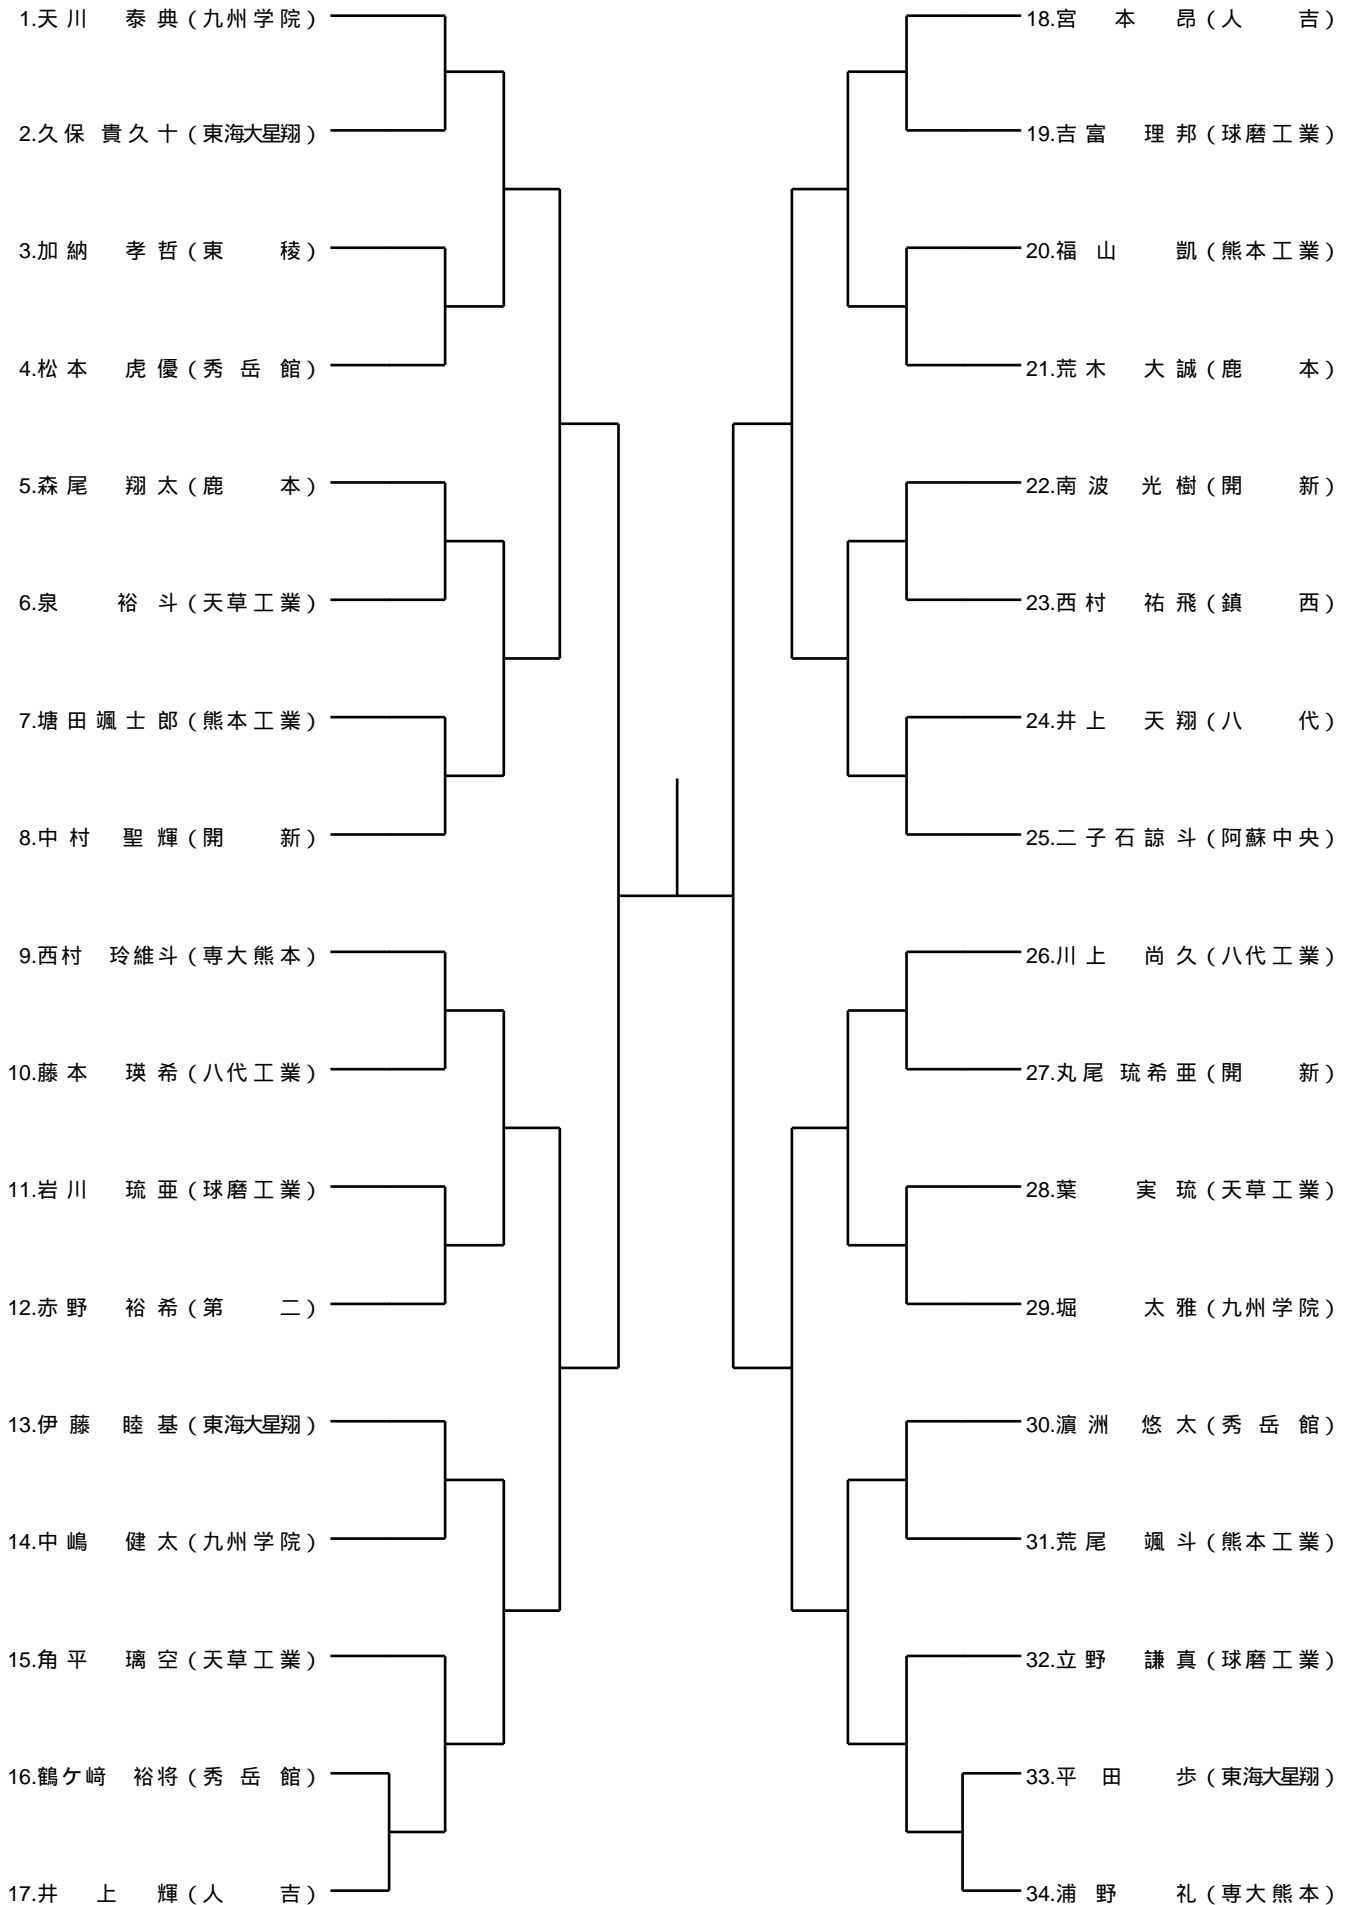 1.天川 泰典(九州学院)
2.久保 貴久十(東海大星翔)
3.加納 孝哲(東 稜)
4.松本 虎優(秀岳館)
5.森尾 翔太(鹿 本)
6.泉 裕斗(天草工業)
7.塘田颯士郎(熊本工業)
8.中村 聖輝(開 新)
9.西村 玲維斗(専大熊本)
10.藤本 瑛希(八代工業)
11.岩川 琉亜(球磨工業)
12.赤野 裕希(第 二)
13.伊藤 睦基(東海大星翔)
14.中嶋 健太(九州学院)
15.角平 璃空(天草工業)
16.鶴ケ﨑 裕将(秀岳館)
17.井上 輝(人 吉)
18.宮本 昂(人 吉)
19.吉富 理邦(球磨工業)
20.福山 凱(熊本工業)
21.荒木 大誠(鹿 本)
22.南波 光樹(開 新)
23.西村 祐飛(鎮 西)
24.井上 天翔(八 代)
25.二子石諒斗(阿蘇中央)
26.川上 尚久(八代工業)
27.丸尾 琉希亜(開 新)
28.葉 実琉(天草工業)
29.堀 太雅(九州学院)
30.濵洲 悠太(秀岳館)
31.荒尾 颯斗(熊本工業)
32.立野 謙真(球磨工業)
33.平田 歩(東海大星翔)
34.浦野 礼(専大熊本)